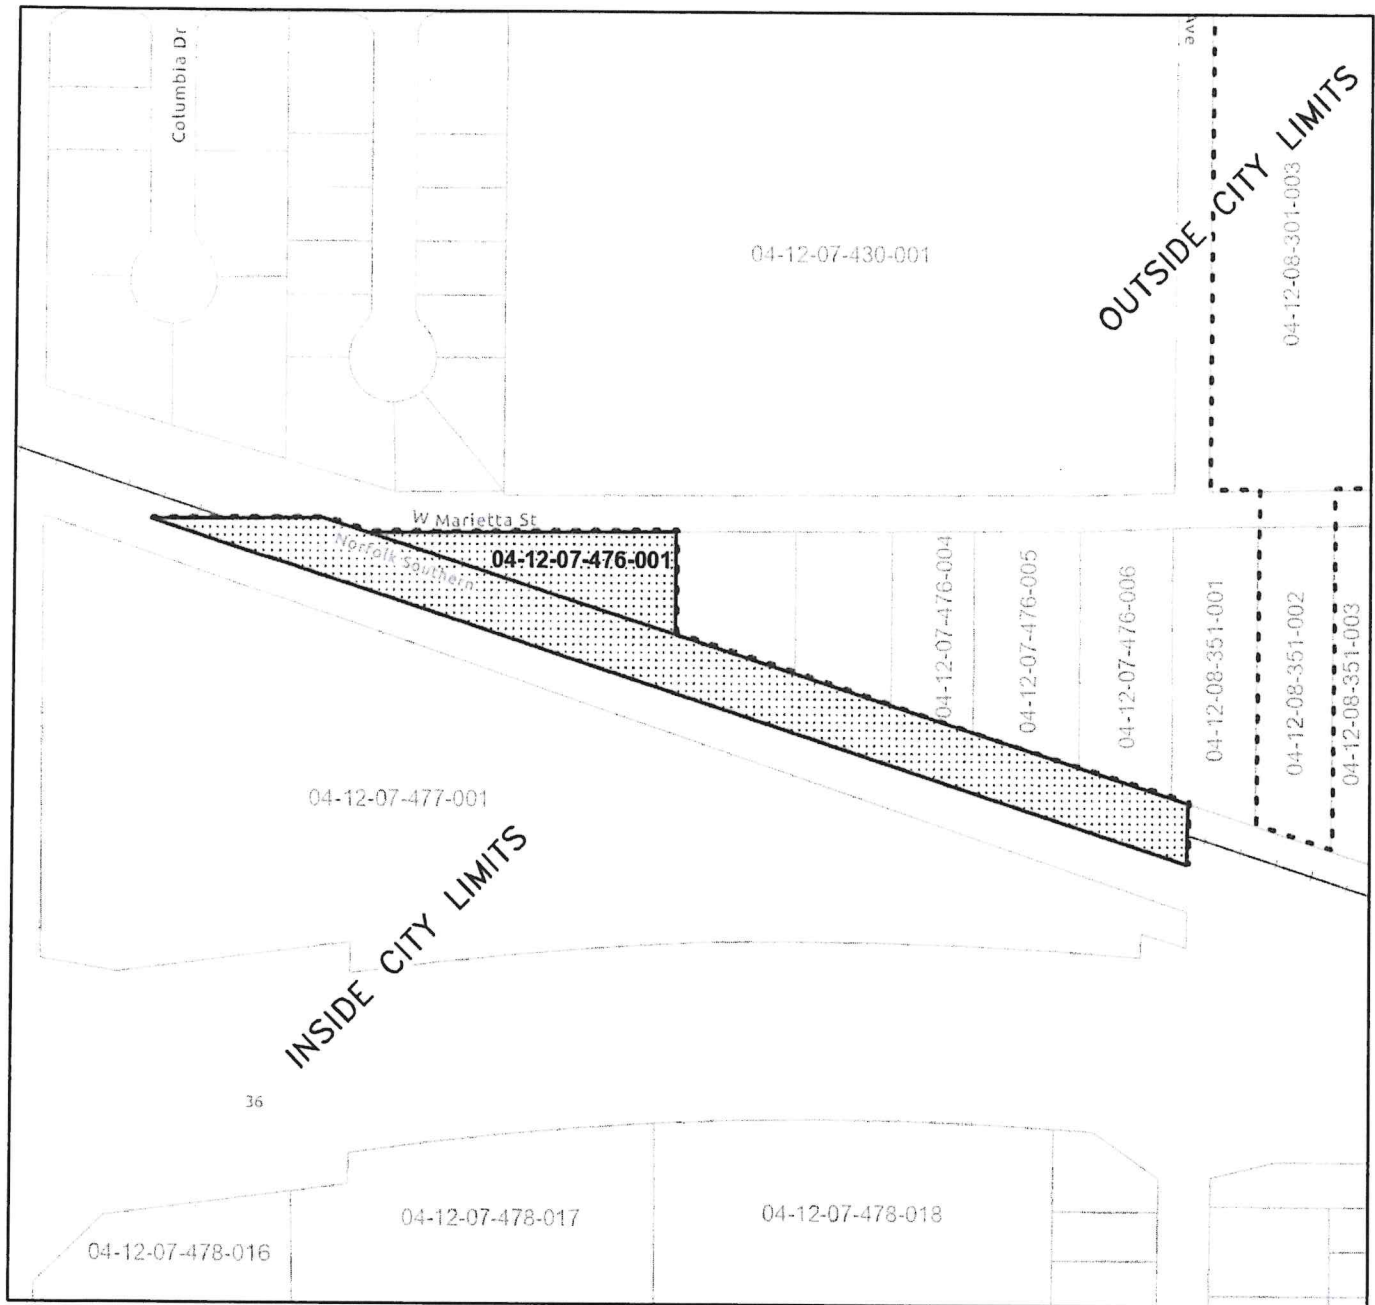 Columbia Dr
Ave
OUTSIDE CITY LIMITS
04-12-08-301-003
04-12-07-430-001
W Marietta St
Norfolk Southern
04-12-07-476-001
04-12-07-476-004
04-12-07-476-005
04-12-07-476-006
04-12-08-351-001
04-12-08-351-002
04-12-08-351-003
04-12-07-477-001
INSIDE CITY LIMITS
36
04-12-07-478-017
04-12-07-478-018
04-12-07-478-016